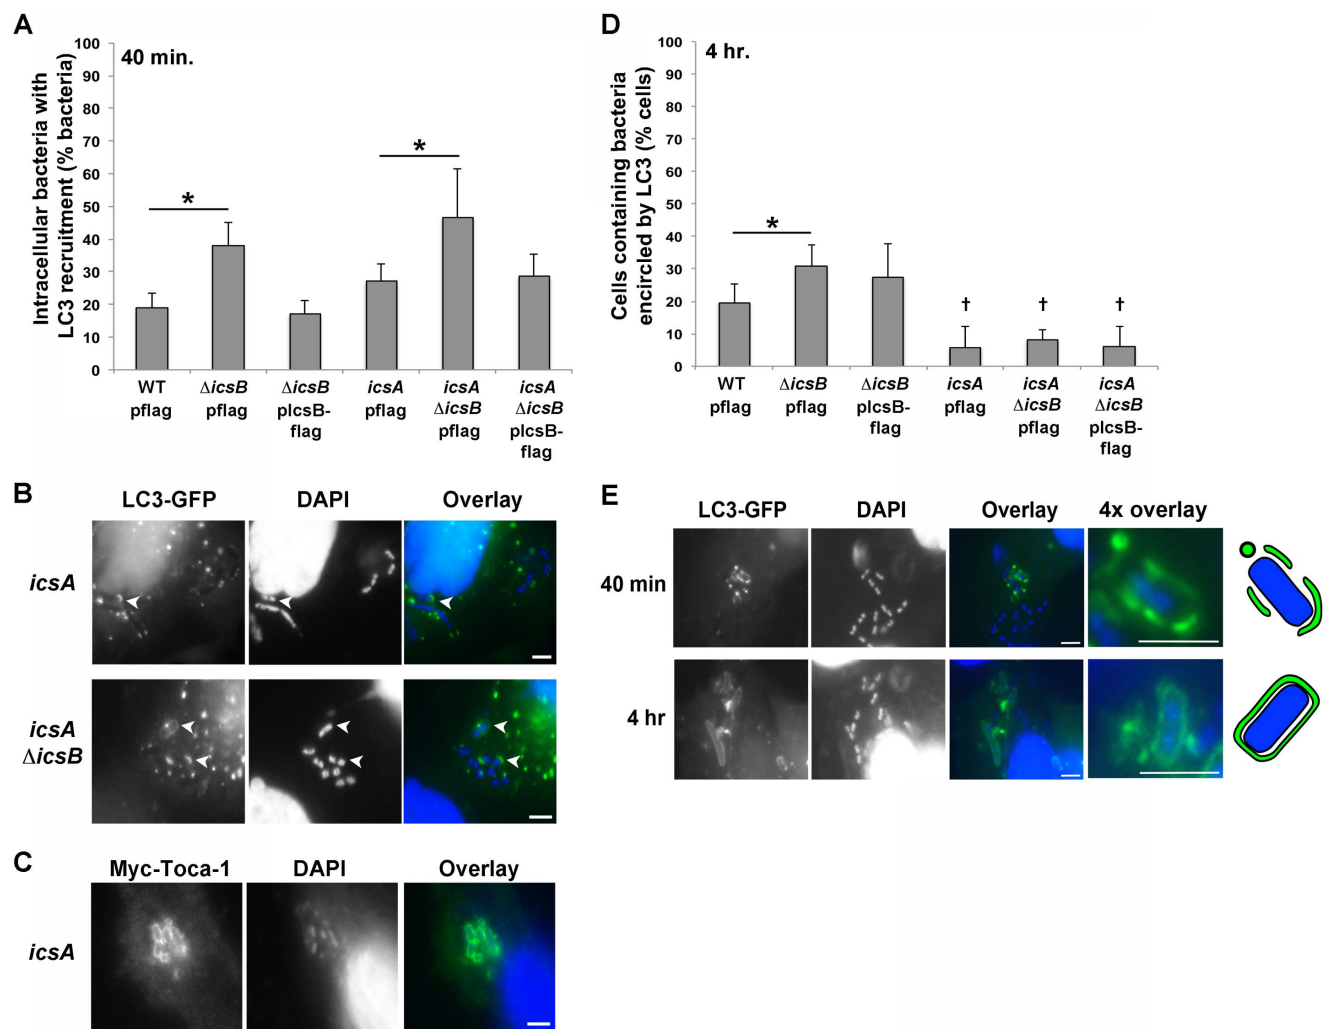 A
40 min.
Intracellular bacteria with
LC3 recruitment (% bacteria)
100
90
80
70
60
50
40
30
20
10
0
*
*
WT
pflag
ΔicsB
pflag
ΔicsB
pIcsB-
flag
icsA
pflag
icsA
ΔicsB
pflag
icsA
ΔicsB
pIcsB-
flag
D
4 hr.
Cells containing bacteria
encircled by LC3 (% cells)
100
90
80
70
60
50
40
30
20
10
0
*
† † †
WT
pflag
ΔicsB
pflag
ΔicsB
pIcsB-
flag
icsA
pflag
icsA
ΔicsB
pflag
icsA
ΔicsB
pIcsB-
flag
B
LC3-GFP DAPI Overlay
icsA
icsA
ΔicsB
C
Myc-Toca-1 DAPI Overlay
icsA
E
LC3-GFP DAPI Overlay 4x overlay
40 min
4 hr